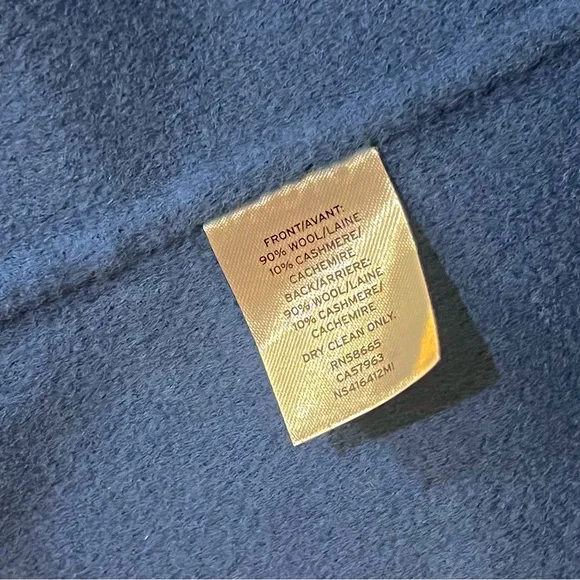 FRONT/AVANT:
90% WOOL/LAINE
10% CASHMERE/
CACHEMIRE
BACK/ARRIERE:
90% WOOL/LAINE
10% CASHMERE/
CACHEMIRE
DRY CLEAN ONLY.
RN58665
CA57963
NS416412MI